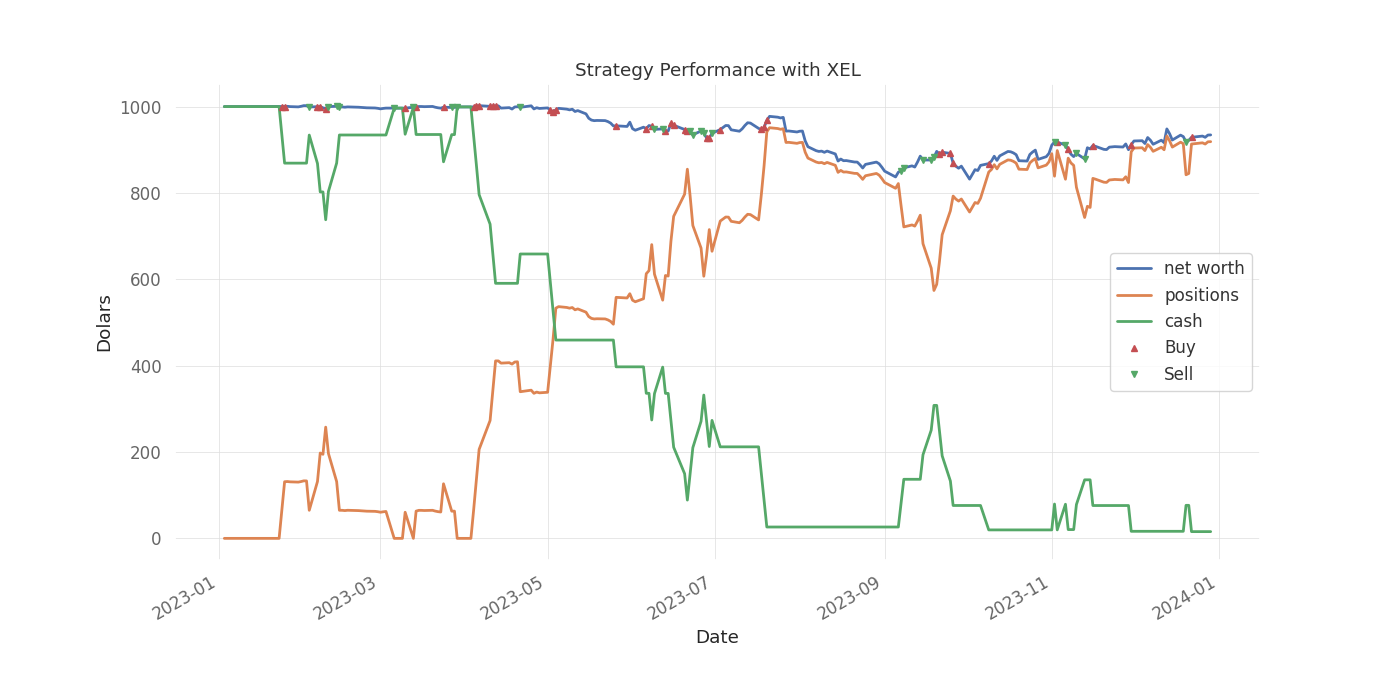 Strategy Performance with XEL
1000
800
600
400
200
0
Dolars
net worth
positions
cash
Buy
Sell
2023-01
2023-03
2023-05
2023-07
2023-09
2023-11
2024-01
Date